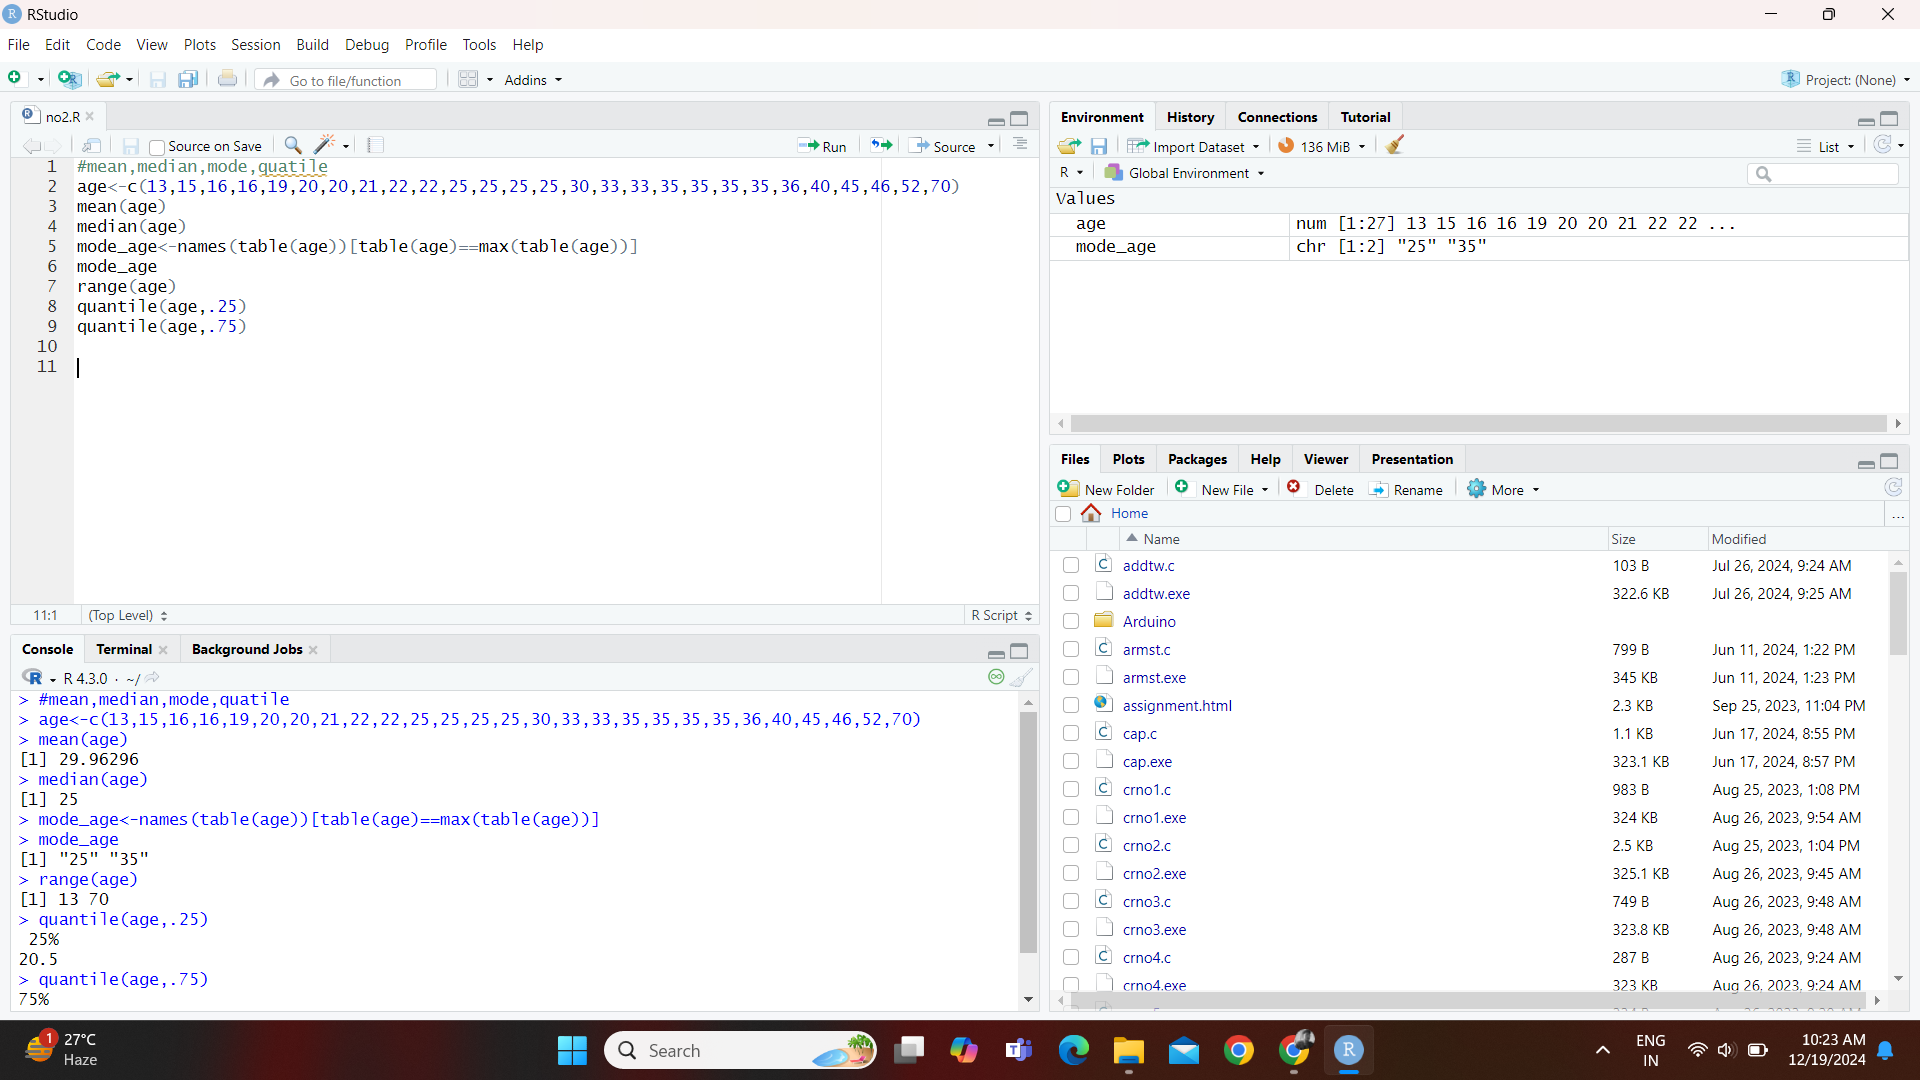 RStudio
File Edit Code View Plots Session Build Debug Profile Tools Help
Go to file/function Addins Project: (None)
no2.R
Source on Save Run Source
1 #mean,median,mode,quatile
2 age<-c(13,15,16,16,19,20,20,21,22,22,25,25,25,25,30,33,33,35,35,35,35,36,40,45,46,52,70)
3 mean(age)
4 median(age)
5 mode_age<-names(table(age))[table(age)==max(table(age))]
6 mode_age
7 range(age)
8 quantile(age,.25)
9 quantile(age,.75)
10
11
11:1 (Top Level) R Script
Console Terminal Background Jobs
R 4.3.0 · ~/
> #mean,median,mode,quatile
> age<-c(13,15,16,16,19,20,20,21,22,22,25,25,25,25,30,33,33,35,35,35,35,36,40,45,46,52,70)
> mean(age)
[1] 29.96296
> median(age)
[1] 25
> mode_age<-names(table(age))[table(age)==max(table(age))]
> mode_age
[1] "25" "35"
> range(age)
[1] 13 70
> quantile(age,.25)
25%
20.5
> quantile(age,.75)
75%
Environment History Connections Tutorial
Import Dataset 136 MiB List
R Global Environment
Values
age num [1:27] 13 15 16 16 19 20 20 21 22 22 ...
mode_age chr [1:2] "25" "35"
Files Plots Packages Help Viewer Presentation
New Folder New File Delete Rename More
Home ...
Name Size Modified
addtw.c 103 B Jul 26, 2024, 9:24 AM
addtw.exe 322.6 KB Jul 26, 2024, 9:25 AM
Arduino
armst.c 799 B Jun 11, 2024, 1:22 PM
armst.exe 345 KB Jun 11, 2024, 1:23 PM
assignment.html 2.3 KB Sep 25, 2023, 11:04 PM
cap.c 1.1 KB Jun 17, 2024, 8:55 PM
cap.exe 323.1 KB Jun 17, 2024, 8:57 PM
crno1.c 983 B Aug 25, 2023, 1:08 PM
crno1.exe 324 KB Aug 26, 2023, 9:54 AM
crno2.c 2.5 KB Aug 25, 2023, 1:04 PM
crno2.exe 325.1 KB Aug 26, 2023, 9:45 AM
crno3.c 749 B Aug 26, 2023, 9:48 AM
crno3.exe 323.8 KB Aug 26, 2023, 9:48 AM
crno4.c 287 B Aug 26, 2023, 9:24 AM
crno4.exe 323 KB Aug 26, 2023, 9:24 AM
1 27°C
Haze
Search
ENG
IN
10:23 AM
12/19/2024